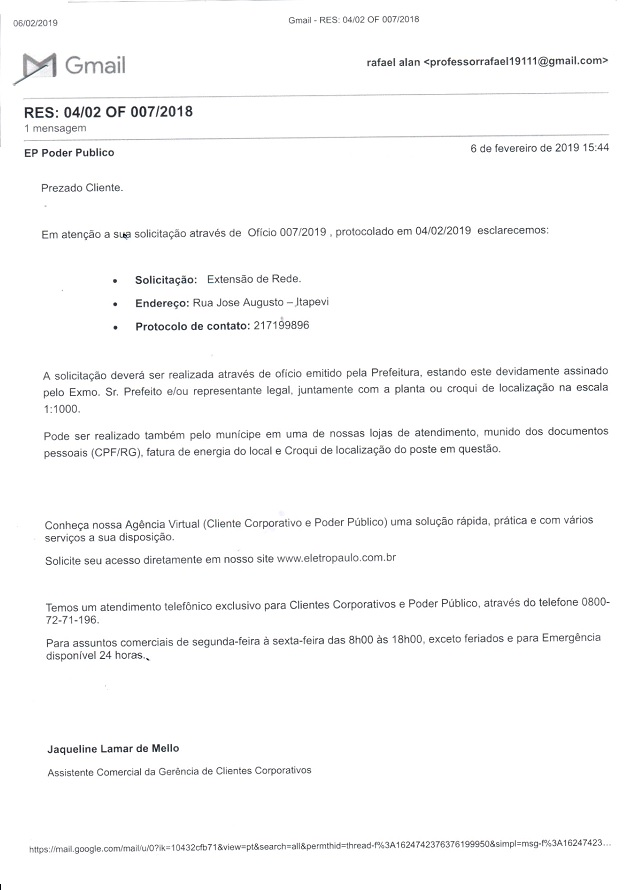 06/02/2019
Gmail - RES: 04/02 OF 007/2018
Gmail
rafael alan <professorrafael19111@gmail.com>
RES: 04/02 OF 007/2018
1 mensagem
EP Poder Publico
6 de fevereiro de 2019 15:44
Prezado Cliente.
Em atenção a sua solicitação através de Ofício 007/2019 , protocolado em 04/02/2019 esclarecemos:
• Solicitação: Extensão de Rede.
• Endereço: Rua Jose Augusto – Itapevi
• Protocolo de contato: 217199896
A solicitação deverá ser realizada através de ofício emitido pela Prefeitura, estando este devidamente assinado
pelo Exmo. Sr. Prefeito e/ou representante legal, juntamente com a planta ou croqui de localização na escala
1:1000.
Pode ser realizado também pelo munícipe em uma de nossas lojas de atendimento, munido dos documentos
pessoais (CPF/RG), fatura de energia do local e Croqui de localização do poste em questão.
Conheça nossa Agência Virtual (Cliente Corporativo e Poder Público) uma solução rápida, prática e com vários
serviços a sua disposição.
Solicite seu acesso diretamente em nosso site www.eletropaulo.com.br
Temos um atendimento telefônico exclusivo para Clientes Corporativos e Poder Público, através do telefone 0800-
72-71-196.
Para assuntos comerciais de segunda-feira à sexta-feira das 8h00 às 18h00, exceto feriados e para Emergência
disponível 24 horas.
Jaqueline Lamar de Mello
Assistente Comercial da Gerência de Clientes Corporativos
https://mail.google.com/mail/u/0?ik=10432cfb71&view=pt&search=all&permthid=thread-f%3A1624742376376199950&simpl=msg-f%3A16247423...